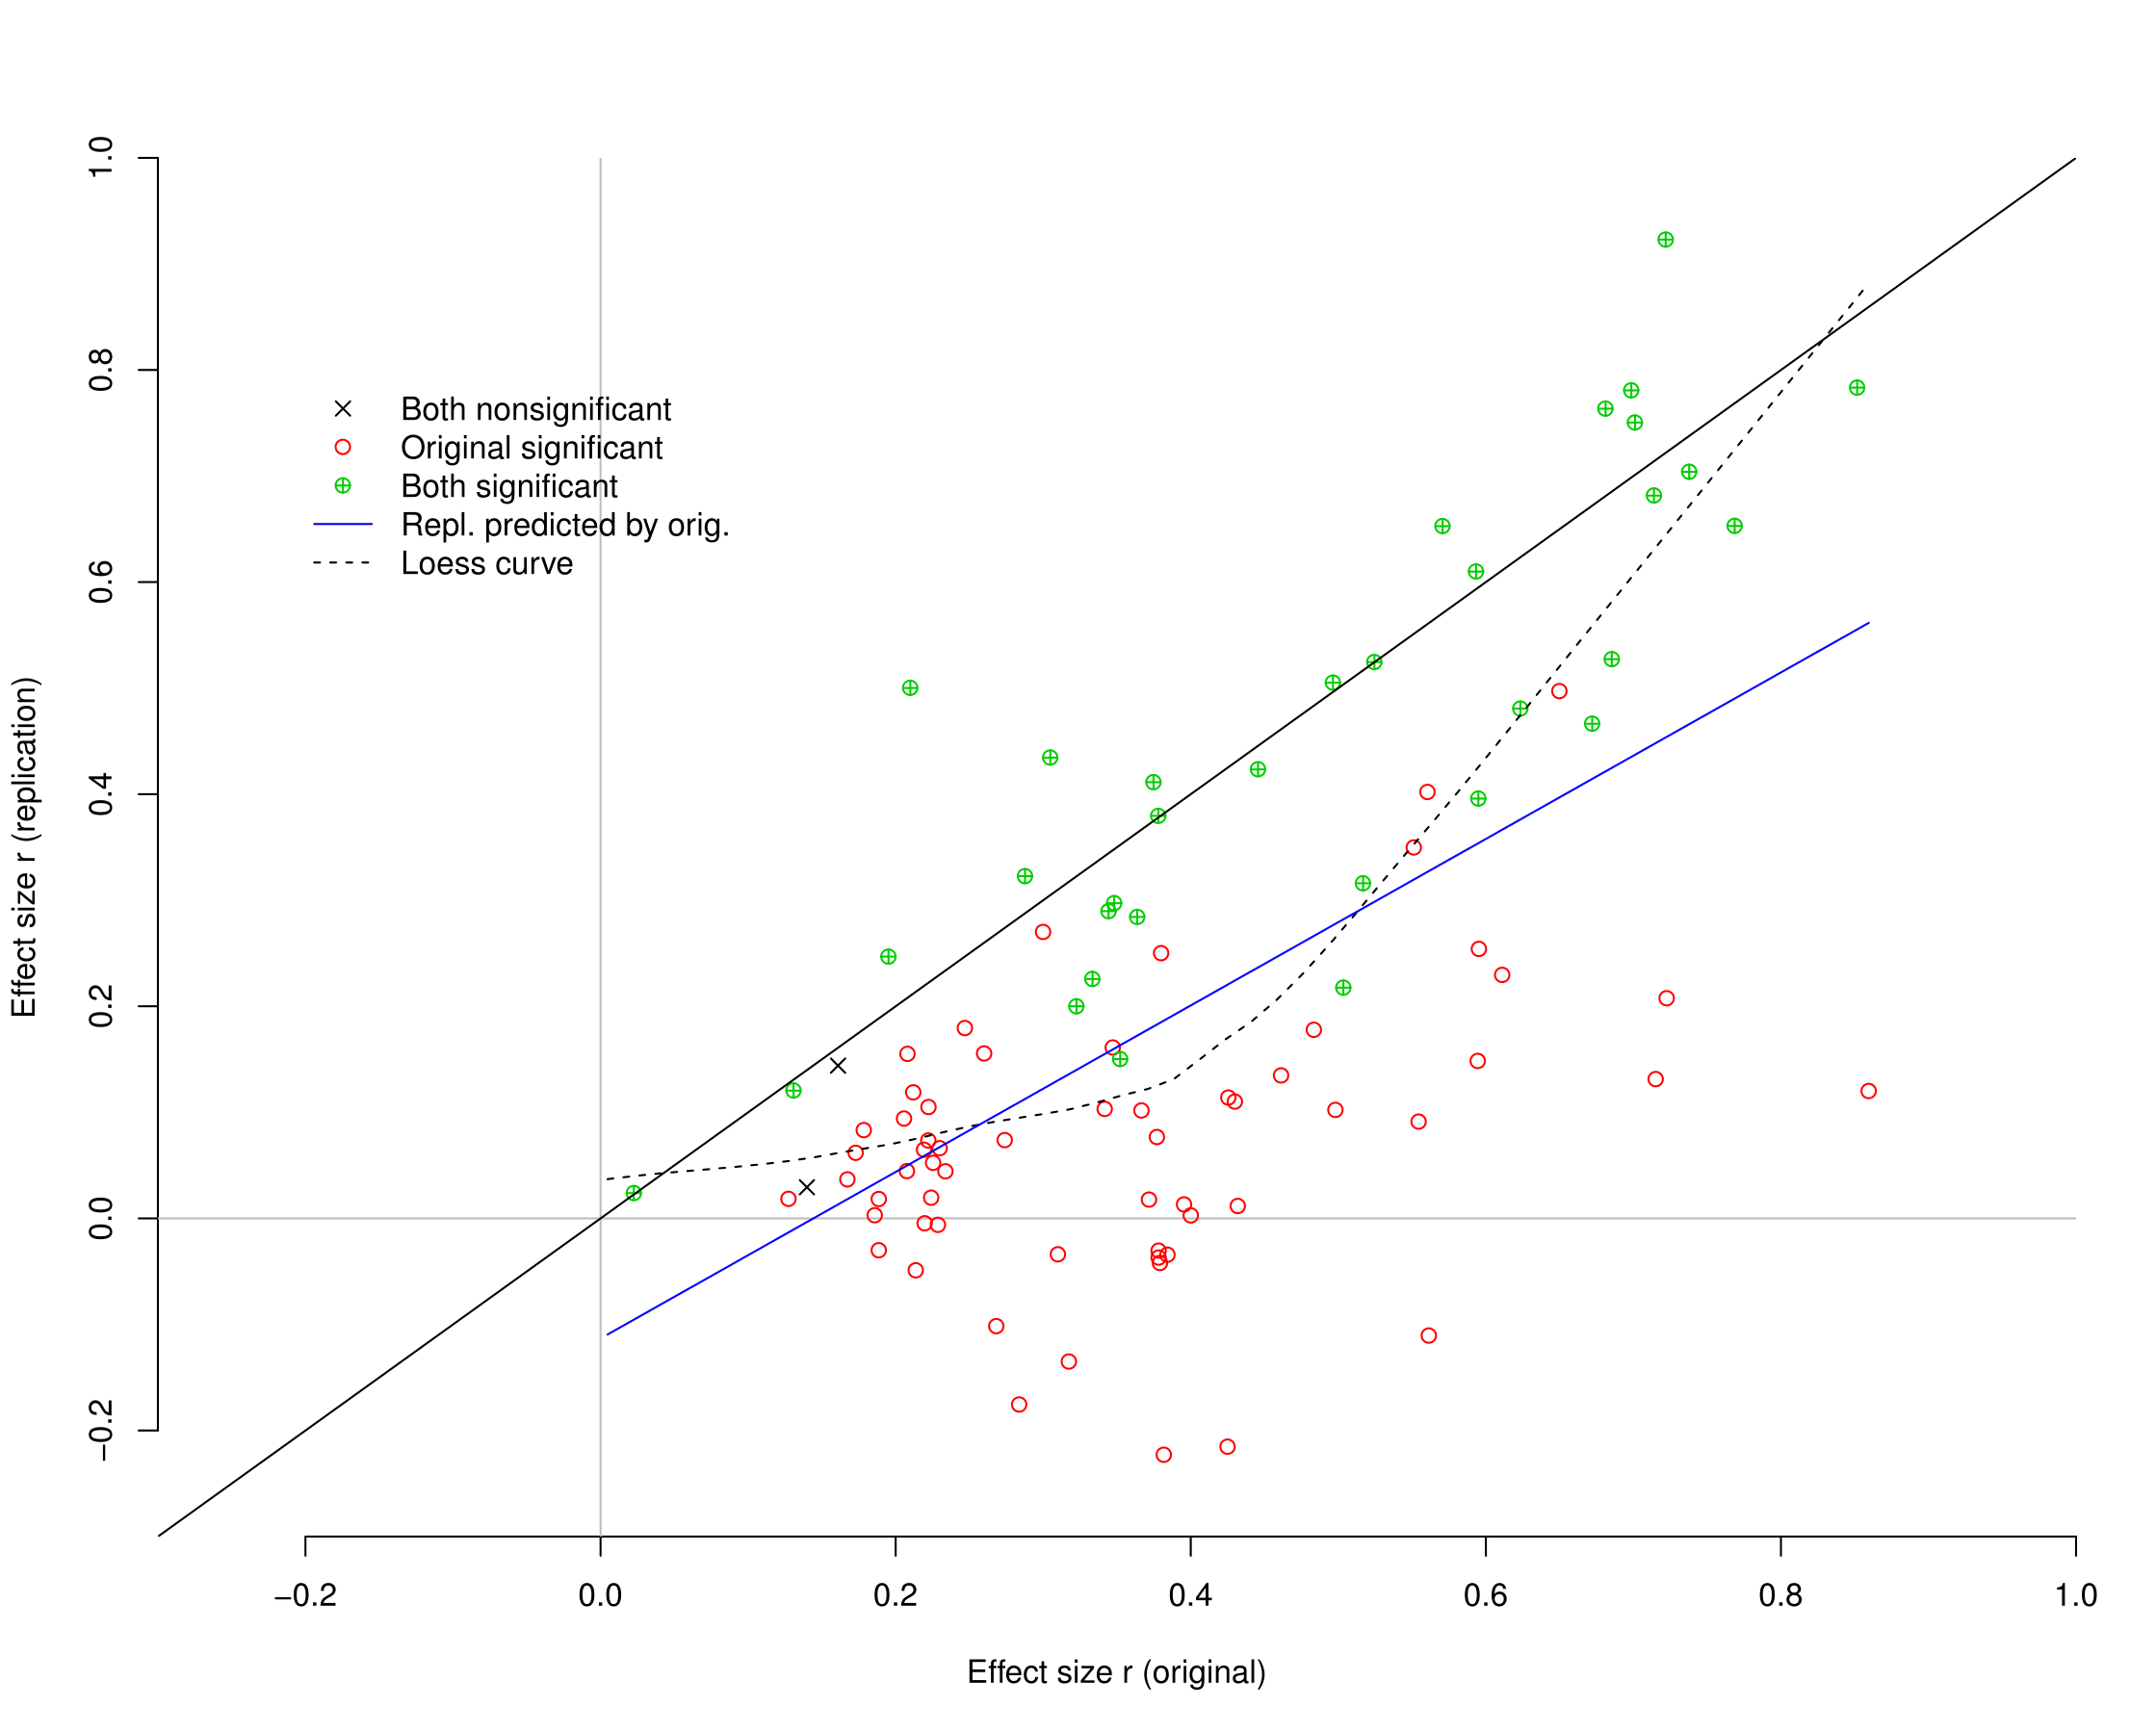 1.0
0.8
0.6
0.4
0.2
0.0
−0.2
Effect size r (replication)
Both nonsignificant
Original significant
Both significant
Repl. predicted by orig.
Loess curve
−0.2 0.0 0.2 0.4 0.6 0.8 1.0
Effect size r (original)